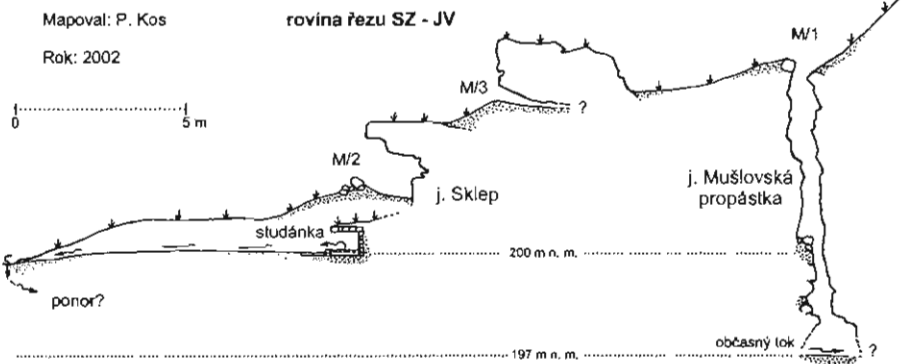 Mapoval: P. Kos
rovina řezu SZ - JV
Rok: 2002
M/1
M/3
?
0 5 m
M/2
j. Sklep
j. Mušlovská
propástka
studánka
200 m n. m.
ponor?
občasný tok
?
197 m n. m.